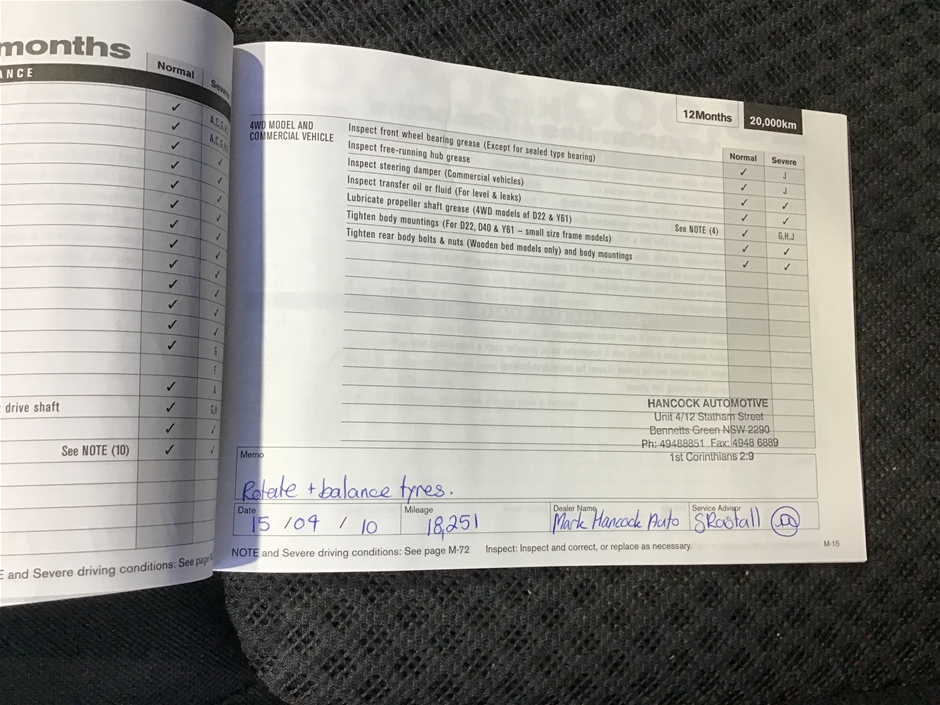 months
ANCE
Normal
A,C,G,H
A,C,G,H
G
F
A
drive shaft
G,H
See NOTE (10)
and Severe driving conditions: See page
12Months
20,000km
4WD MODEL AND
COMMERCIAL VEHICLE
Normal
Severe
Inspect front wheel bearing grease (Except for sealed type bearing) ✓ J
Inspect free-running hub grease ✓ J
Inspect steering damper (Commercial vehicles) ✓ ✓
Inspect transfer oil or fluid (For level & leaks) ✓ ✓
Lubricate propeller shaft grease (4WD models of D22 & Y61) See NOTE (4) ✓ G,H,J
Tighten body mountings (For D22, D40 & Y61 – small size frame models) ✓ ✓
Tighten rear body bolts & nuts (Wooden bed models only) and body mountings ✓ ✓
HANCOCK AUTOMOTIVE
Unit 4/12 Statham Street
Bennetts Green NSW 2290
Ph: 49488851 Fax: 4948 6889
1st Corinthians 2:9
Memo
Rotate + balance tyres.
Date
15 / 09 / 10
Mileage
18,251
Dealer Name
Mark Hancock Auto
Service Advisor
SRastall
NOTE and Severe driving conditions: See page M-72 Inspect: Inspect and correct, or replace as necessary.
M-15